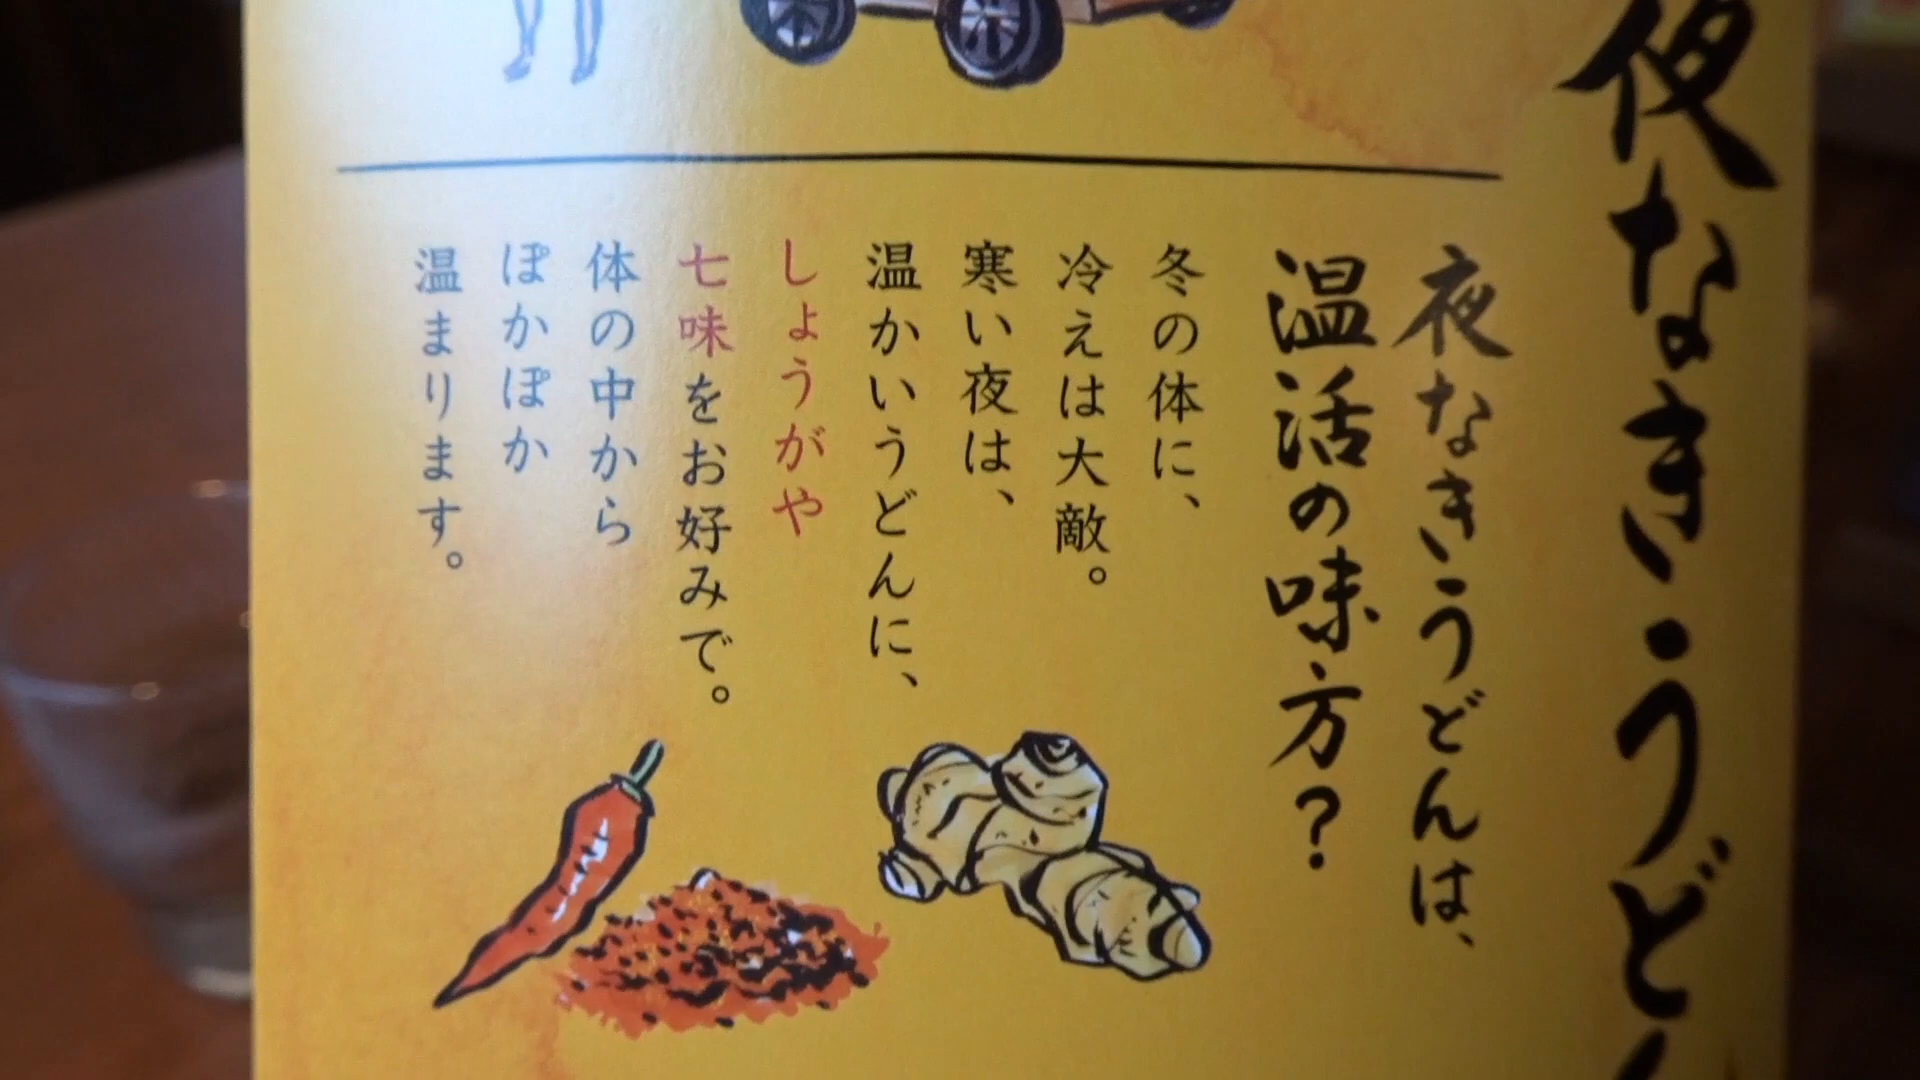 夜なき・うどん
夜なきうどんは、
温活の味方？
冬の体に、
冷えは大敵。
寒い夜は、
温かいうどんに、
しょうがや
七味をお好みで。
体の中から
ぽかぽか
温まります。